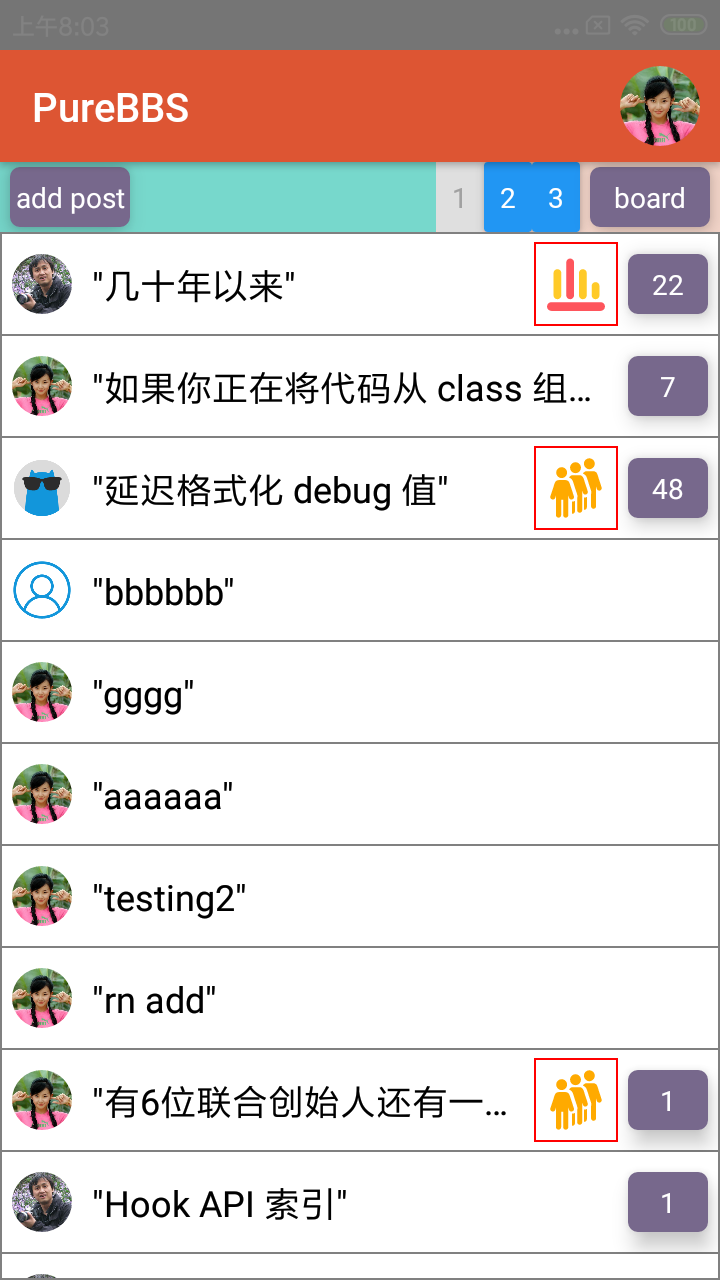 上午8:03
100
PureBBS
add post
1
2
3
board
"几十年以来"
22
"如果你正在将代码从 class 组...
7
"延迟格式化 debug 值"
48
"bbbbbb"
"gggg"
"aaaaaa"
"testing2"
"rn add"
"有6位联合创始人还有一...
1
"Hook API 索引"
1